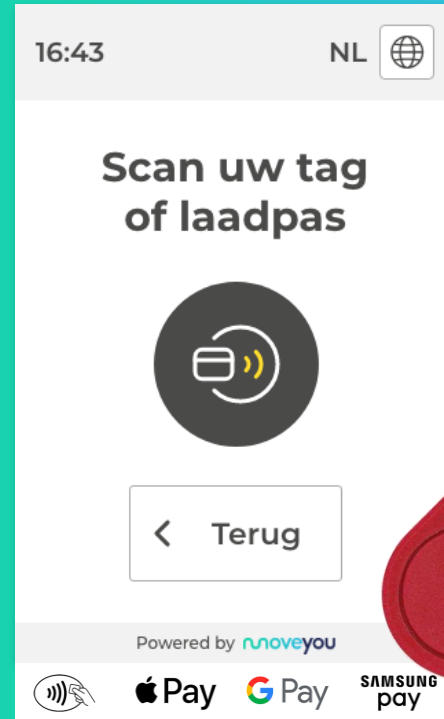 16:43
NL
Scan uw tag
of laadpas
Terug
Powered by moveyou
Pay
G Pay
SAMSUNG
pay